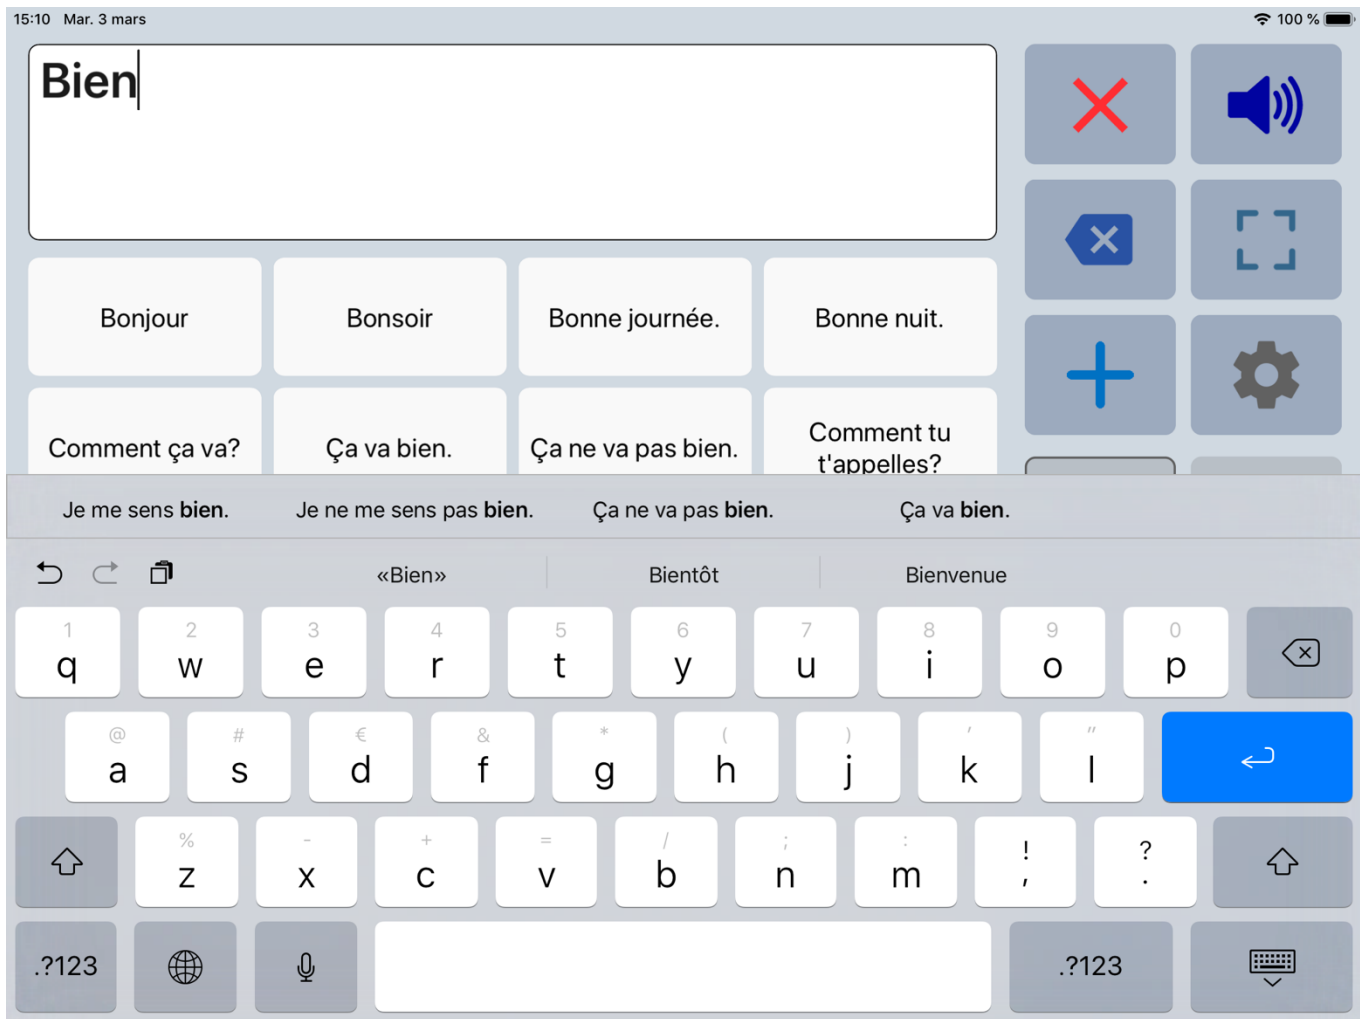 15:10 Mar. 3 mars 100 %
Bien
Bonjour Bonsoir Bonne journée. Bonne nuit.
Comment ça va? Ça va bien. Ça ne va pas bien. Comment tu
t'appelles?
Je me sens bien. Je ne me sens pas bien. Ça ne va pas bien. Ça va bien.
«Bien» Bientôt Bienvenue
1 2 3 4 5 6 7 8 9 0
q w e r t y u i o p
@ # € & * ( ) ' "
a s d f g h j k l
% - + = / ; : ! ?
z x c v b n m , .
.?123 .?123